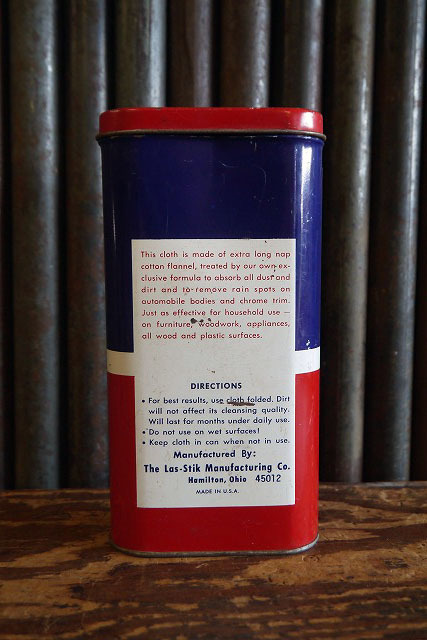 This cloth is made of extra long nap
cotton flannel, treated by our own ex-
clusive formula to absorb all dust and
dirt and to remove rain spots on
automobile bodies and chrome trim.
Just as effective for household use —
on furniture, woodwork, appliances,
all wood and plastic surfaces.
DIRECTIONS
• For best results, use cloth folded. Dirt
will not affect its cleansing quality.
Will last for months under daily use.
• Do not use on wet surfaces!
• Keep cloth in can when not in use.
Manufactured By:
The Las-Stik Manufacturing Co.
Hamilton, Ohio 45012
MADE IN U.S.A.